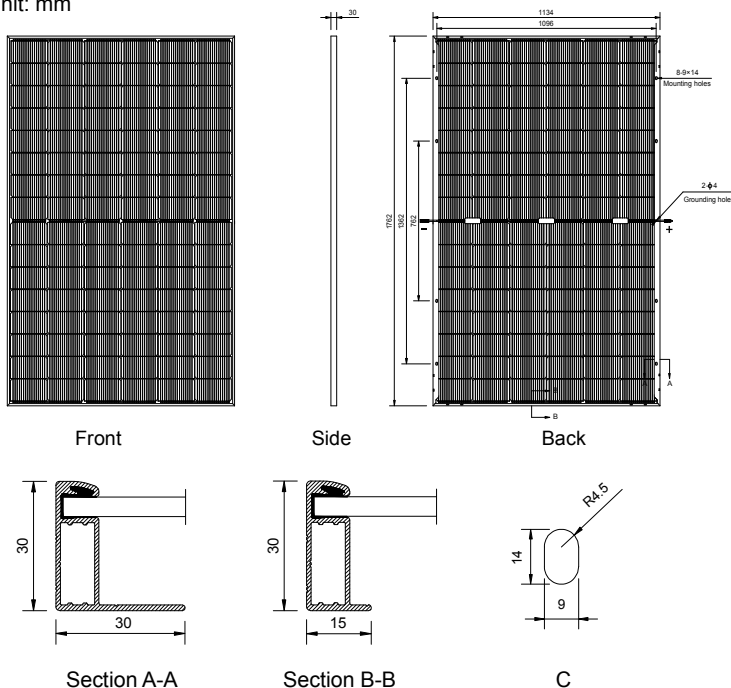 nit: mm
30
1134
1096
8-9×14
Mounting holes
1762
1362
762
2-ϕ4
Grounding hole
-
+
A
A
B
B
Front
Side
Back
30
30
30
15
R4.5
14
9
Section A-A
Section B-B
C